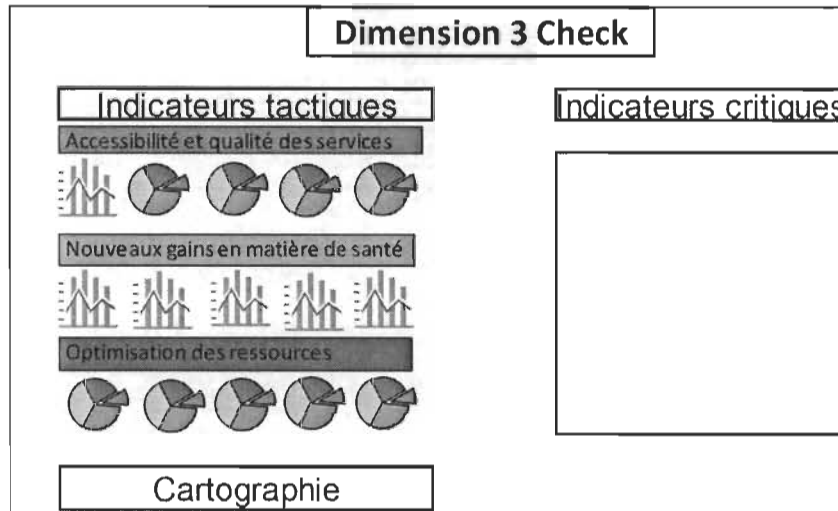 Dimension 3 Check
Indicateurs tactiques
Accessibilité et qualité des services
Nouveaux gains en matière de santé
Optimisation des ressources
Cartographie
Indicateurs critiques